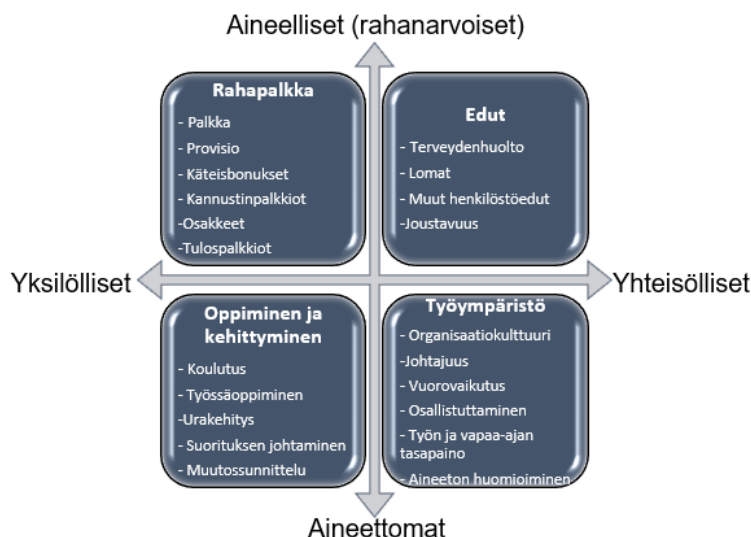 Aineelliset (rahanarvoiset)
Rahapalkka
- Palkka
- Provisio
- Käteisbonukset
- Kannustinpalkkiot
-Osakkeet
-Tulospalkkiot
Edut
- Terveydenhuolto
- Lomat
- Muut henkilöstöedut
-Joustavuus
Yksilölliset
Yhteisölliset
Oppiminen ja
kehittyminen
- Koulutus
- Työssäoppiminen
-Urakehitys
- Suorituksen johtaminen
- Muutossunnittelu
Työympäristö
- Organisaatiokulttuuri
-Johtajuus
- Vuorovaikutus
- Osallistuttaminen
- Työn ja vapaa-ajan
tasapaino
- Aineeton huomioiminen
Aineettomat